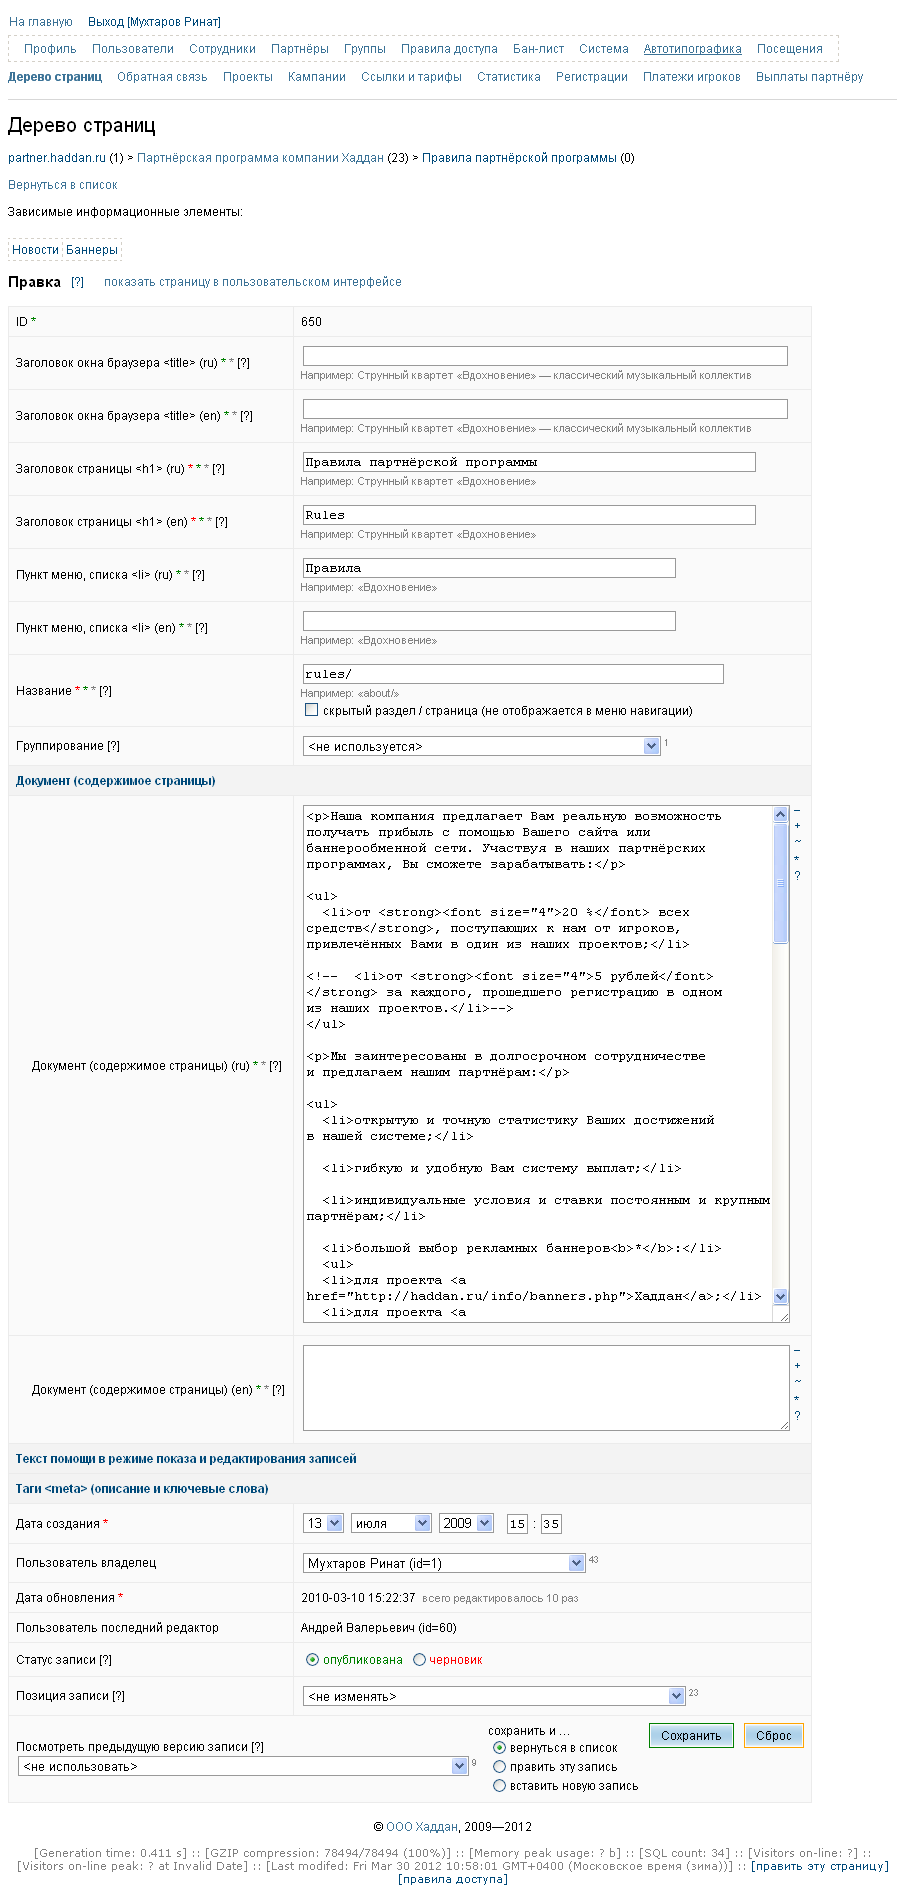 На главную Выход [Мухтаров Ринат]
Профиль Пользователи Сотрудники Партнёры Группы Правила доступа Бан-лист Система Автотипографика Посещения
Дерево страниц Обратная связь Проекты Кампании Ссылки и тарифы Статистика Регистрации Платежи игроков Выплаты партнёру
Дерево страниц
partner.haddan.ru (1) > Партнёрская программа компании Хаддан (23) > Правила партнёрской программы (0)
Вернуться в список
Зависимые информационные элементы:
Новости Баннеры
Правка [?] показать страницу в пользовательском интерфейсе
ID * 650
Заголовок окна браузера <title> (ru) * * [?]
Например: Струнный квартет «Вдохновение» — классический музыкальный коллектив
Заголовок окна браузера <title> (en) * * [?]
Например: Струнный квартет «Вдохновение» — классический музыкальный коллектив
Заголовок страницы <h1> (ru) * * * [?] Правила партнёрской программы
Например: Струнный квартет «Вдохновение»
Заголовок страницы <h1> (en) * * * [?] Rules
Например: Струнный квартет «Вдохновение»
Пункт меню, списка <li> (ru) * * [?] Правила
Например: «Вдохновение»
Пункт меню, списка <li> (en) * * [?]
Например: «Вдохновение»
Название * * * [?] rules/
Например: «about/»
скрытый раздел / страница (не отображается в меню навигации)
Группирование [?] <не используется> 1
Документ (содержимое страницы)
Документ (содержимое страницы) (ru) * * [?]
<p>Наша компания предлагает Вам реальную возможность
получать прибыль с помощью Вашего сайта или
баннерообменной сети. Участвуя в наших партнёрских
программах, Вы сможете зарабатывать:</p>
<ul>
<li>от <strong><font size="4">20 %</font> всех
средств</strong>, поступающих к нам от игроков,
привлечённых Вами в один из наших проектов;</li>
<!-- <li>от <strong><font size="4">5 рублей</font>
</strong> за каждого, прошедшего регистрацию в одном
из наших проектов.</li>-->
</ul>
<p>Мы заинтересованы в долгосрочном сотрудничестве
и предлагаем нашим партнёрам:</p>
<ul>
<li>открытую и точную статистику Ваших достижений
в нашей системе;</li>
<li>гибкую и удобную Вам систему выплат;</li>
<li>индивидуальные условия и ставки постоянным и крупным
партнёрам;</li>
<li>большой выбор рекламных баннеров<b>*</b>:</li>
<ul>
<li>для проекта <a
href="http://haddan.ru/info/banners.php">Хаддан</a>;</li>
<li>для проекта <a
–
+
~
*
?
Документ (содержимое страницы) (en) * * [?]
–
+
~
*
?
Текст помощи в режиме показа и редактирования записей
Таги <meta> (описание и ключевые слова)
Дата создания * 13 июля 2009 15 : 35
Пользователь владелец Мухтаров Ринат (id=1) 43
Дата обновления * 2010-03-10 15:22:37 всего редактировалось 10 раз
Пользователь последний редактор Андрей Валерьевич (id=60)
Статус записи [?] опубликована черновик
Позиция записи [?] <не изменять> 23
Посмотреть предыдущую версию записи [?]
<не использовать> 9
сохранить и ...
вернуться в список
править эту запись
вставить новую запись
Сохранить Сброс
© ООО Хаддан, 2009—2012
[Generation time: 0.411 s] :: [GZIP compression: 78494/78494 (100%)] :: [Memory peak usage: ? b] :: [SQL count: 34] :: [Visitors on-line: ?] ::
[Visitors on-line peak: ? at Invalid Date] :: [Last modifed: Fri Mar 30 2012 10:58:01 GMT+0400 (Московское время (зима))] :: [править эту страницу]
[правила доступа]